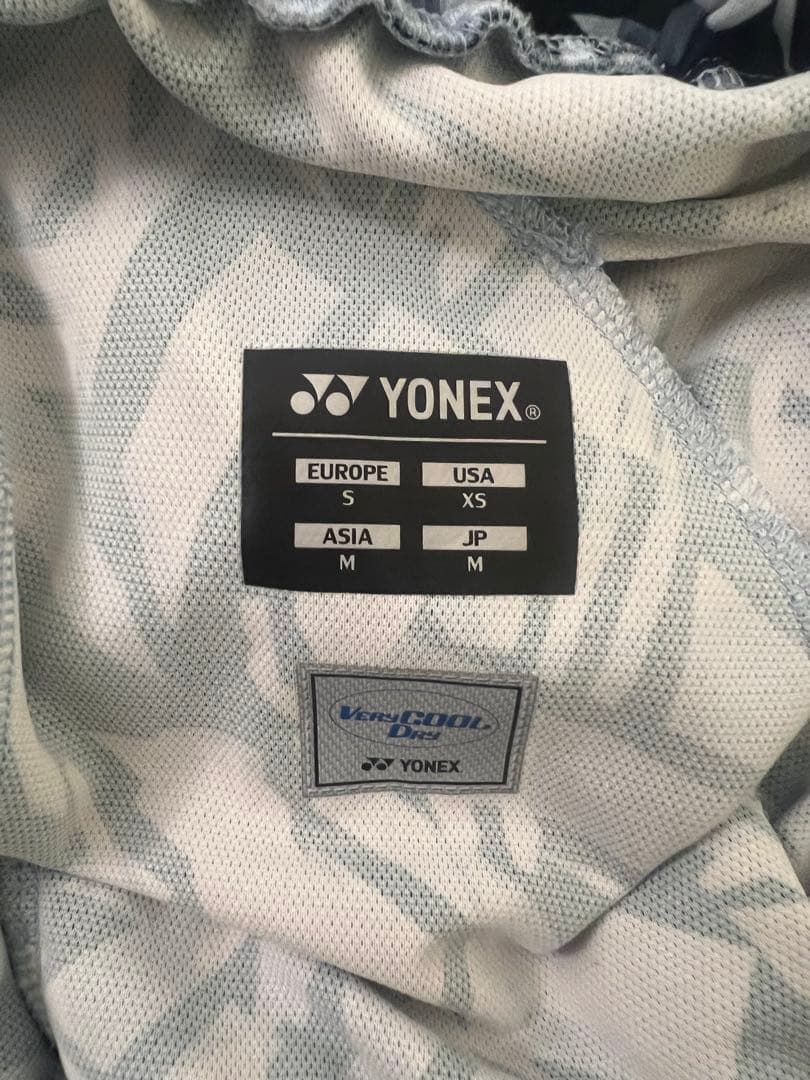 YONEX®
EUROPE USA
S XS
ASIA JP
M M
VERYCOOL
DRY
YONEX